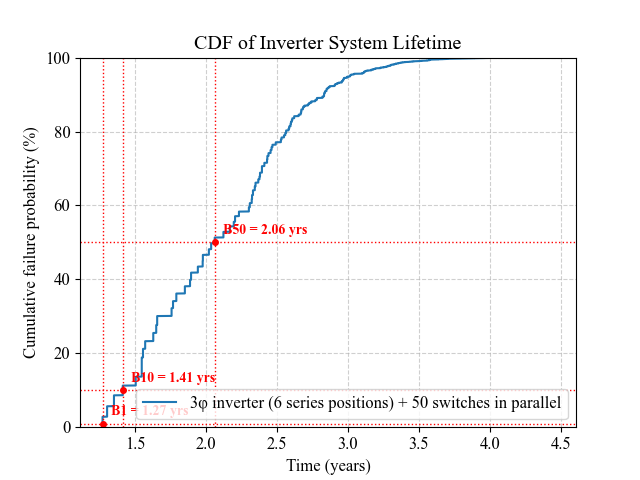 CDF of Inverter System Lifetime
Cumulative failure probability (%)
100
80
60
40
20
0
B50 = 2.06 yrs
B10 = 1.41 yrs
B1 = 1.27 yrs
3φ inverter (6 series positions) + 50 switches in parallel
1.5 2.0 2.5 3.0 3.5 4.0 4.5
Time (years)